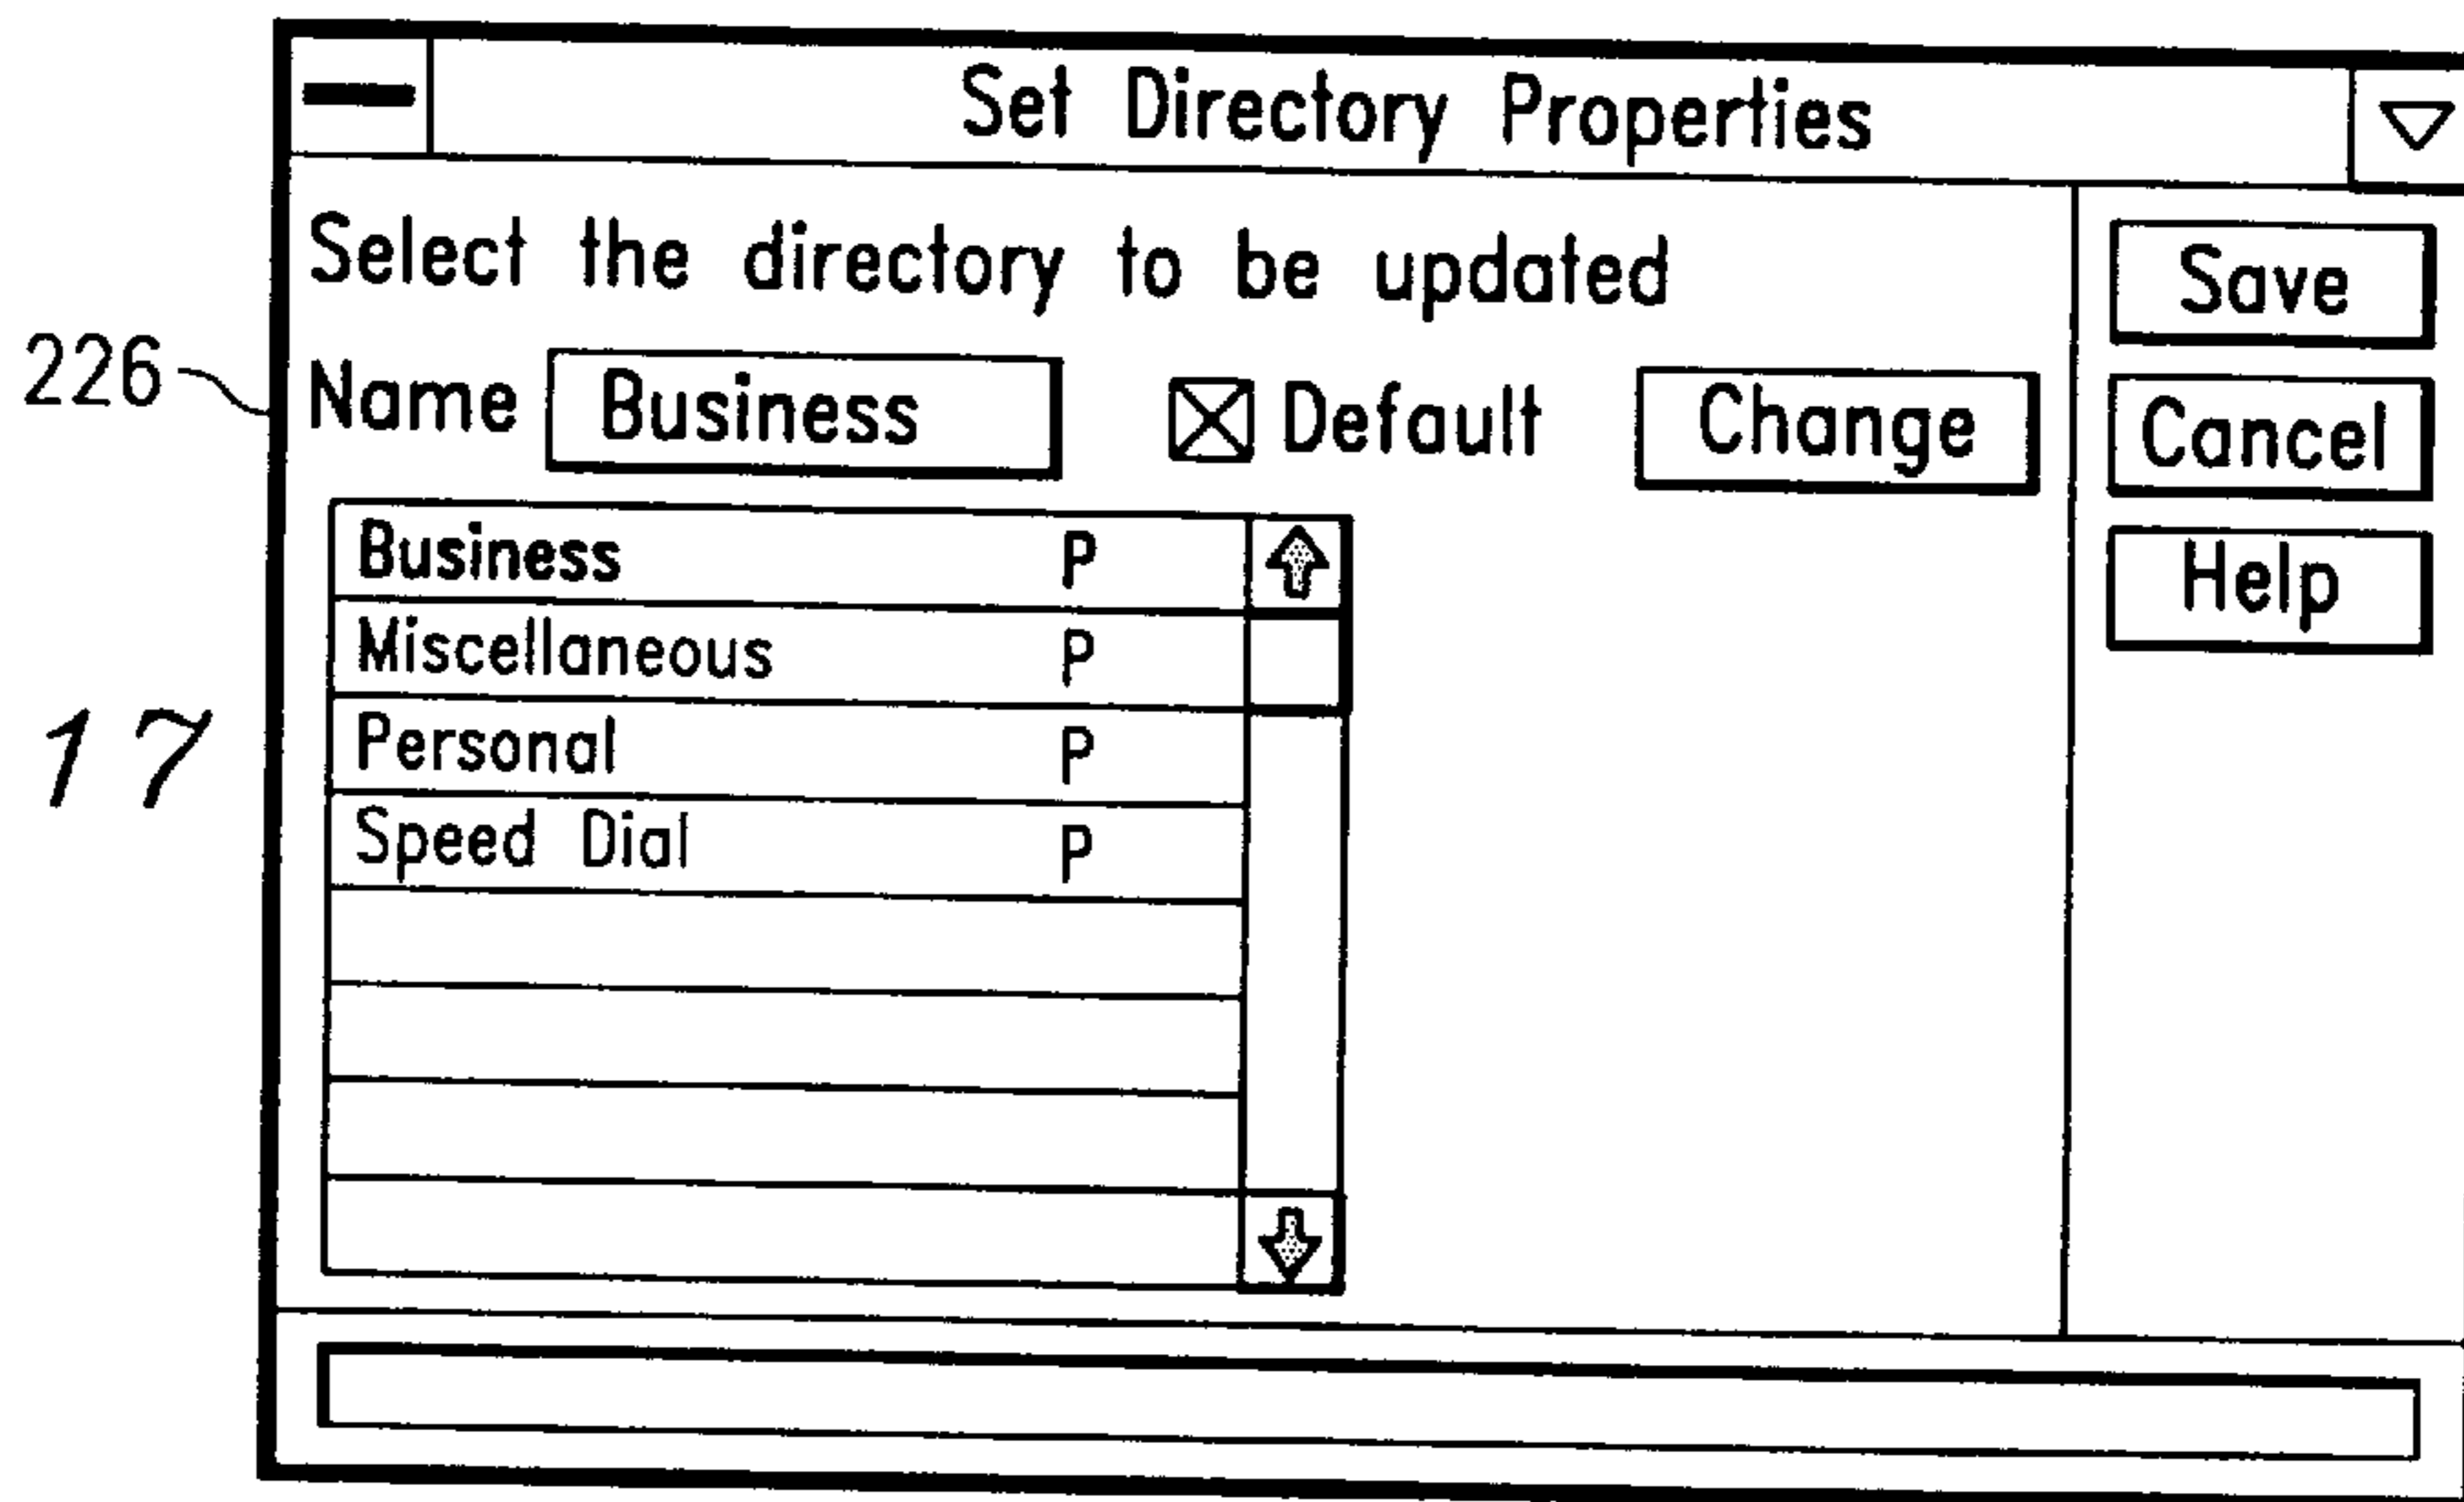 Set Directory Properties
Select the directory to be updated
Save
226
Name Business Default Change
Cancel
Business P
Help
Miscellaneous P
17
Personal P
Speed Dial P